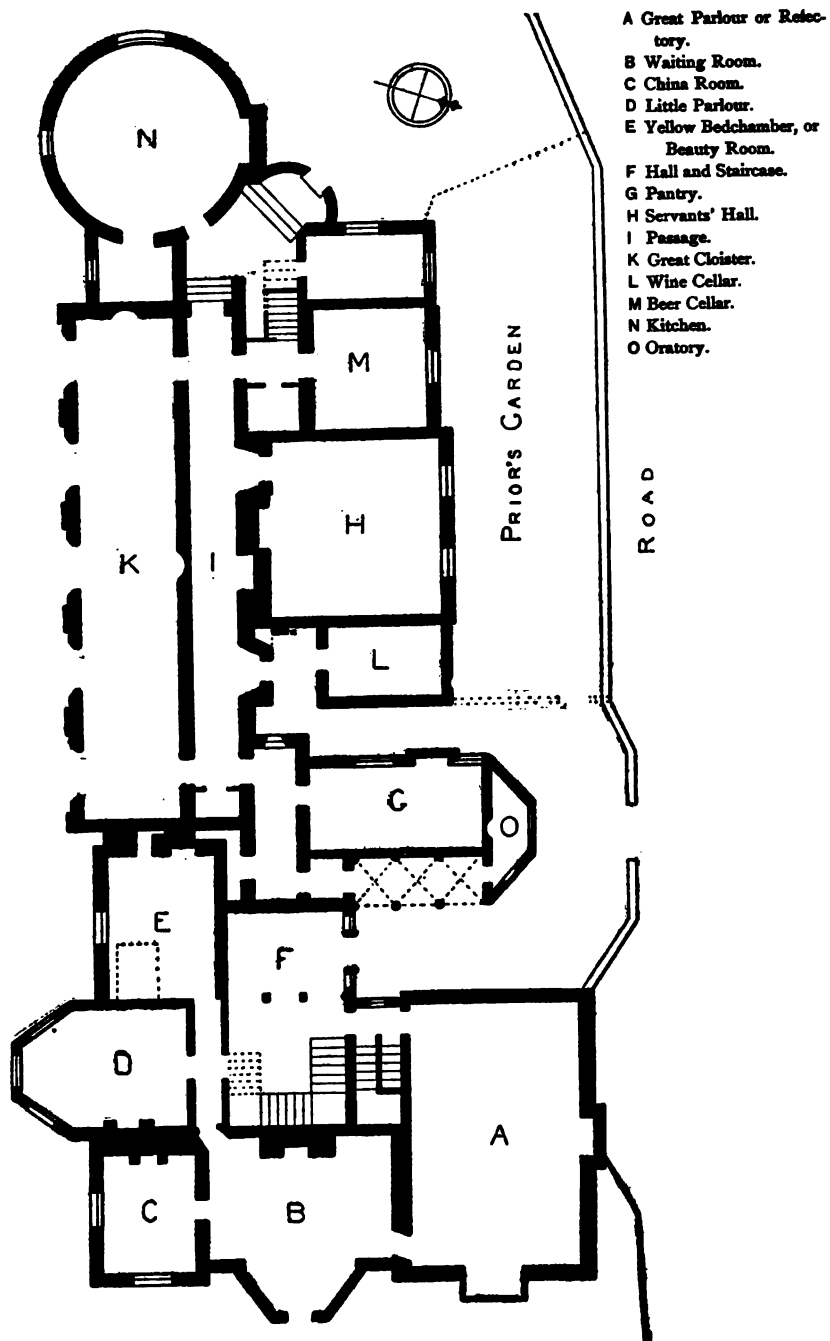 A Great Parlour or Refec-
tory.
B Waiting Room.
C China Room.
D Little Parlour.
E Yellow Bedchamber, or
Beauty Room.
F Hall and Staircase.
G Pantry.
H Servants' Hall.
I Passage.
K Great Cloister.
L Wine Cellar.
M Beer Cellar.
N Kitchen.
O Oratory.
N
M
PRIOR'S GARDEN
ROAD
H
K
I
L
G
O
E
F
D
A
C
B